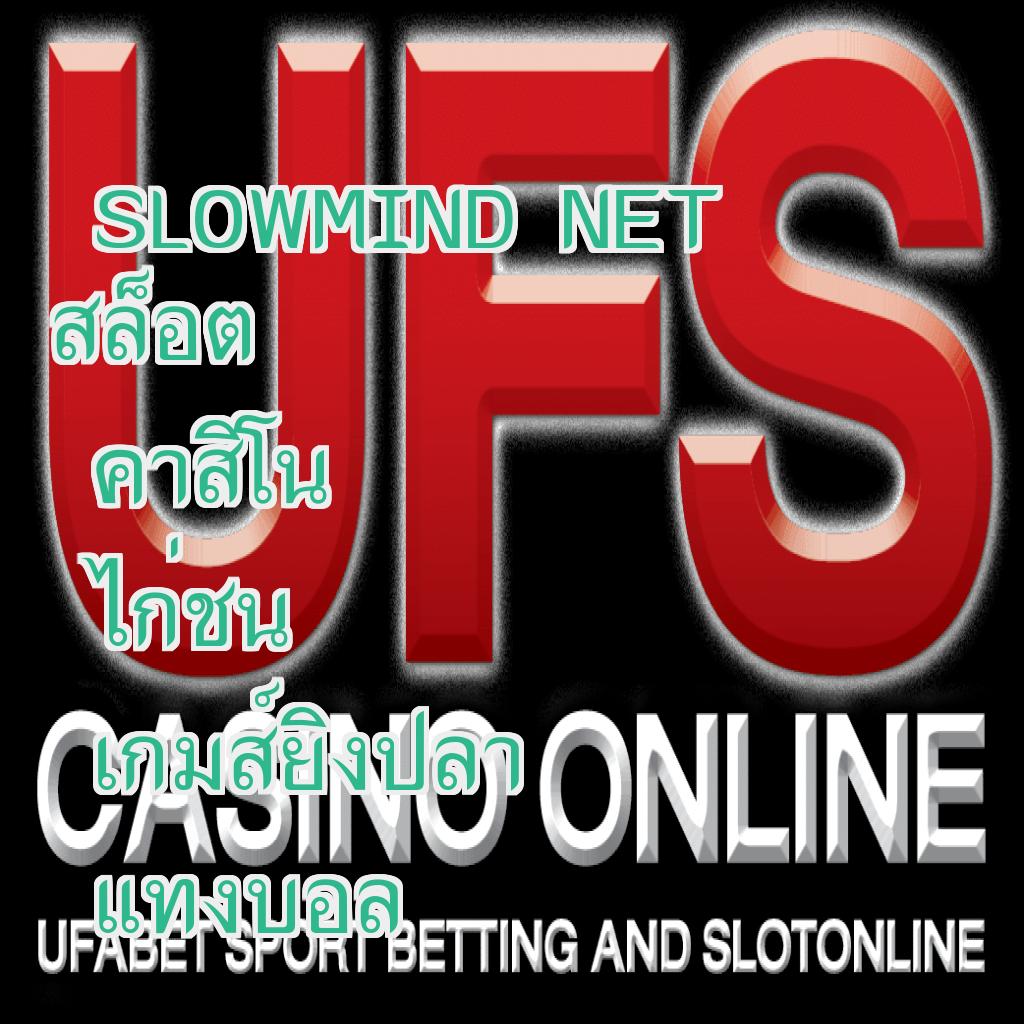 UFS
SLOWMIND NET
สล็อต
คาสิโน
ไก่ชน
เกมส์ยิงปลา
CASINO ONLINE
แทงบอล
UFABET SPORT BETTING AND SLOTONLINE